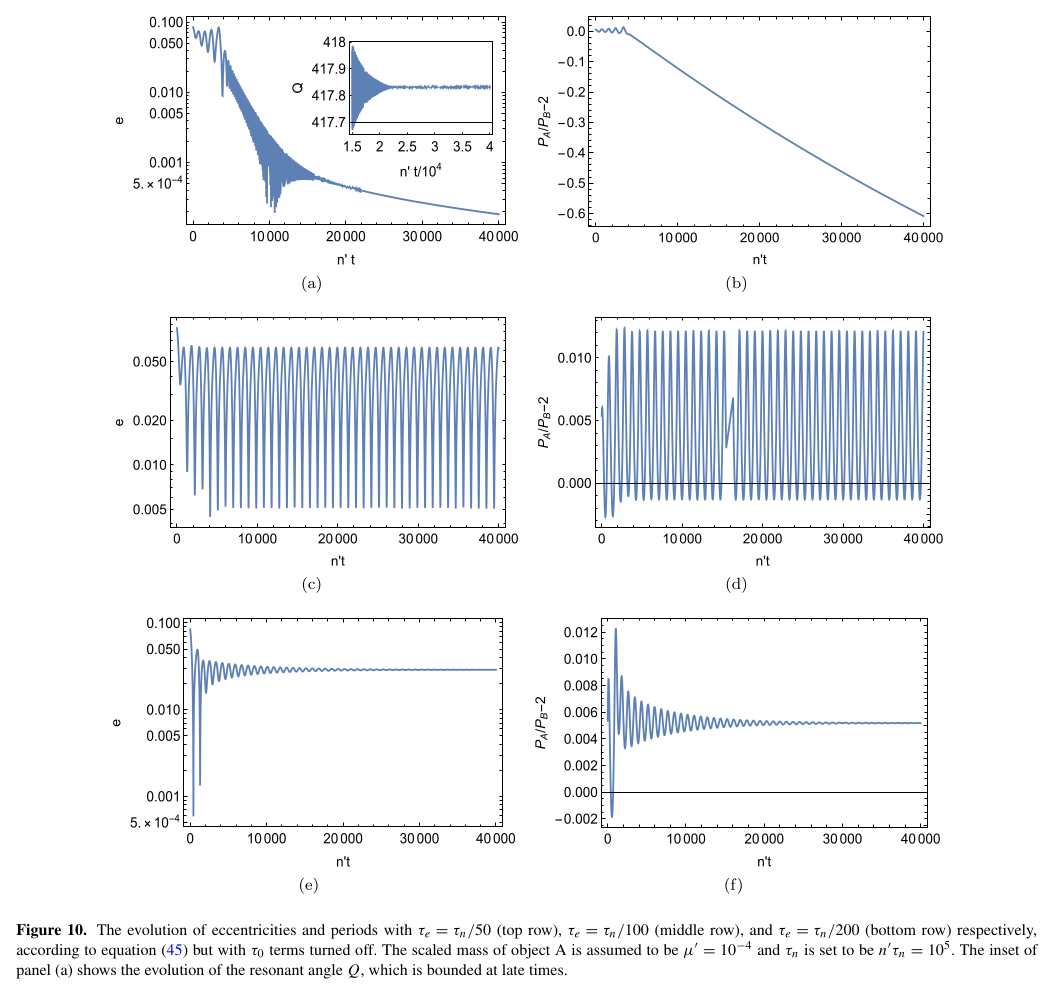 0.100
0.050
0.010
0.005
0.001
5.×10⁻⁴
e
0 10000 20000 30000 40000
n' t
418
417.9
417.8
417.7
Q
1.5 2 2.5 3 3.5 4
n' t/10⁴
(a)
0.0
−0.1
−0.2
−0.3
−0.4
−0.5
−0.6
P_A/P_B−2
0 10000 20000 30000 40000
n't
(b)
0.050
0.020
0.010
0.005
e
0 10000 20000 30000 40000
n't
(c)
0.010
0.005
0.000
P_A/P_B−2
0 10000 20000 30000 40000
n't
(d)
0.100
0.050
0.010
0.005
0.001
5.×10⁻⁴
e
0 10000 20000 30000 40000
n't
(e)
0.012
0.010
0.008
0.006
0.004
0.002
0.000
−0.002
P_A/P_B−2
0 10000 20000 30000 40000
n't
(f)
Figure 10. The evolution of eccentricities and periods with τₑ = τₙ/50 (top row), τₑ = τₙ/100 (middle row), and τₑ = τₙ/200 (bottom row) respectively,
according to equation (45) but with τ₀ terms turned off. The scaled mass of object A is assumed to be μ′ = 10⁻⁴ and τₙ is set to be n′τₙ = 10⁵. The inset of
panel (a) shows the evolution of the resonant angle Q, which is bounded at late times.